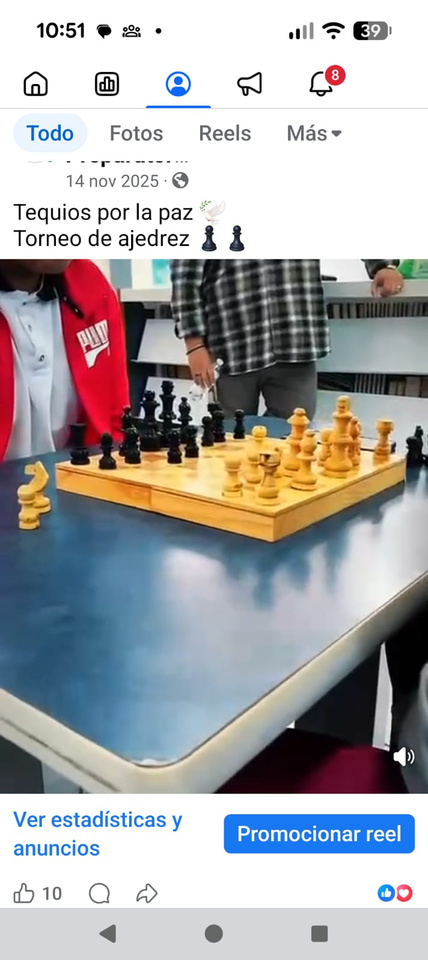 10:51
39
8
Todo
Fotos
Reels
Más
14 nov 2025
Tequios por la paz
Torneo de ajedrez
PUMA
Ver estadísticas y
anuncios
Promocionar reel
10